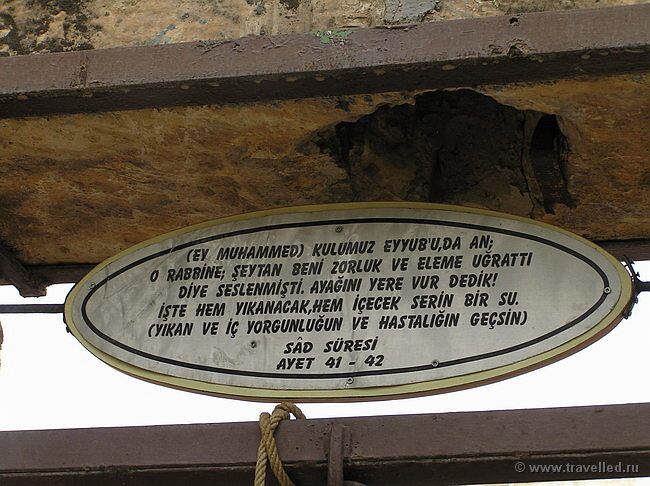 (EY MUHAMMED) KULUMUZ EYYUB'U,DA AN;
O RABBİNE; ŞEYTAN BENİ ZORLUK VE ELEME UĞRATTI
DİYE SESLENMİŞTİ. AYAĞINI YERE VUR DEDİK!
İŞTE HEM YIKANACAK,HEM İÇECEK SERİN BİR SU.
(YIKAN VE İÇ YORGUNLUĞUN VE HASTALIĞIN GEÇSİN)
SÂD SÛRESİ
AYET 41 - 42
© www.travelled.ru